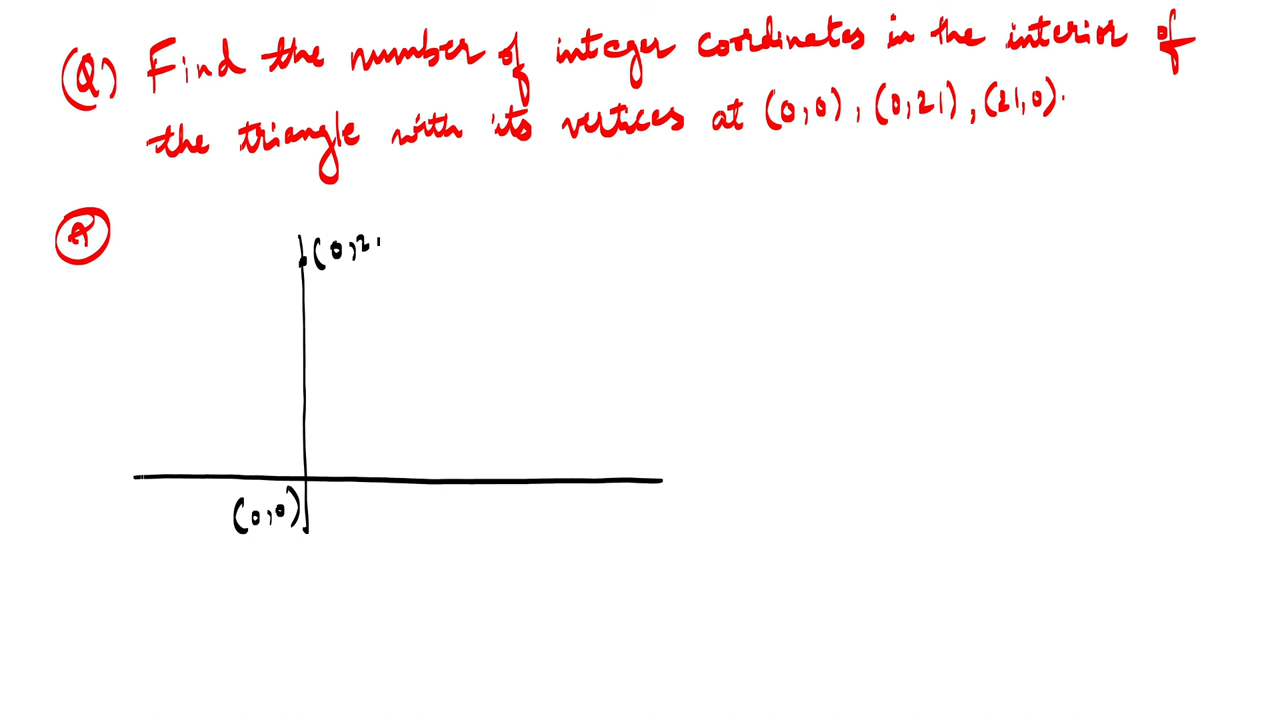 (Q) Find the number of integer coordinates in the interior of
the triangle with its vertices at (0,0), (0,21), (21,0).
A
(0,2
(0,0)